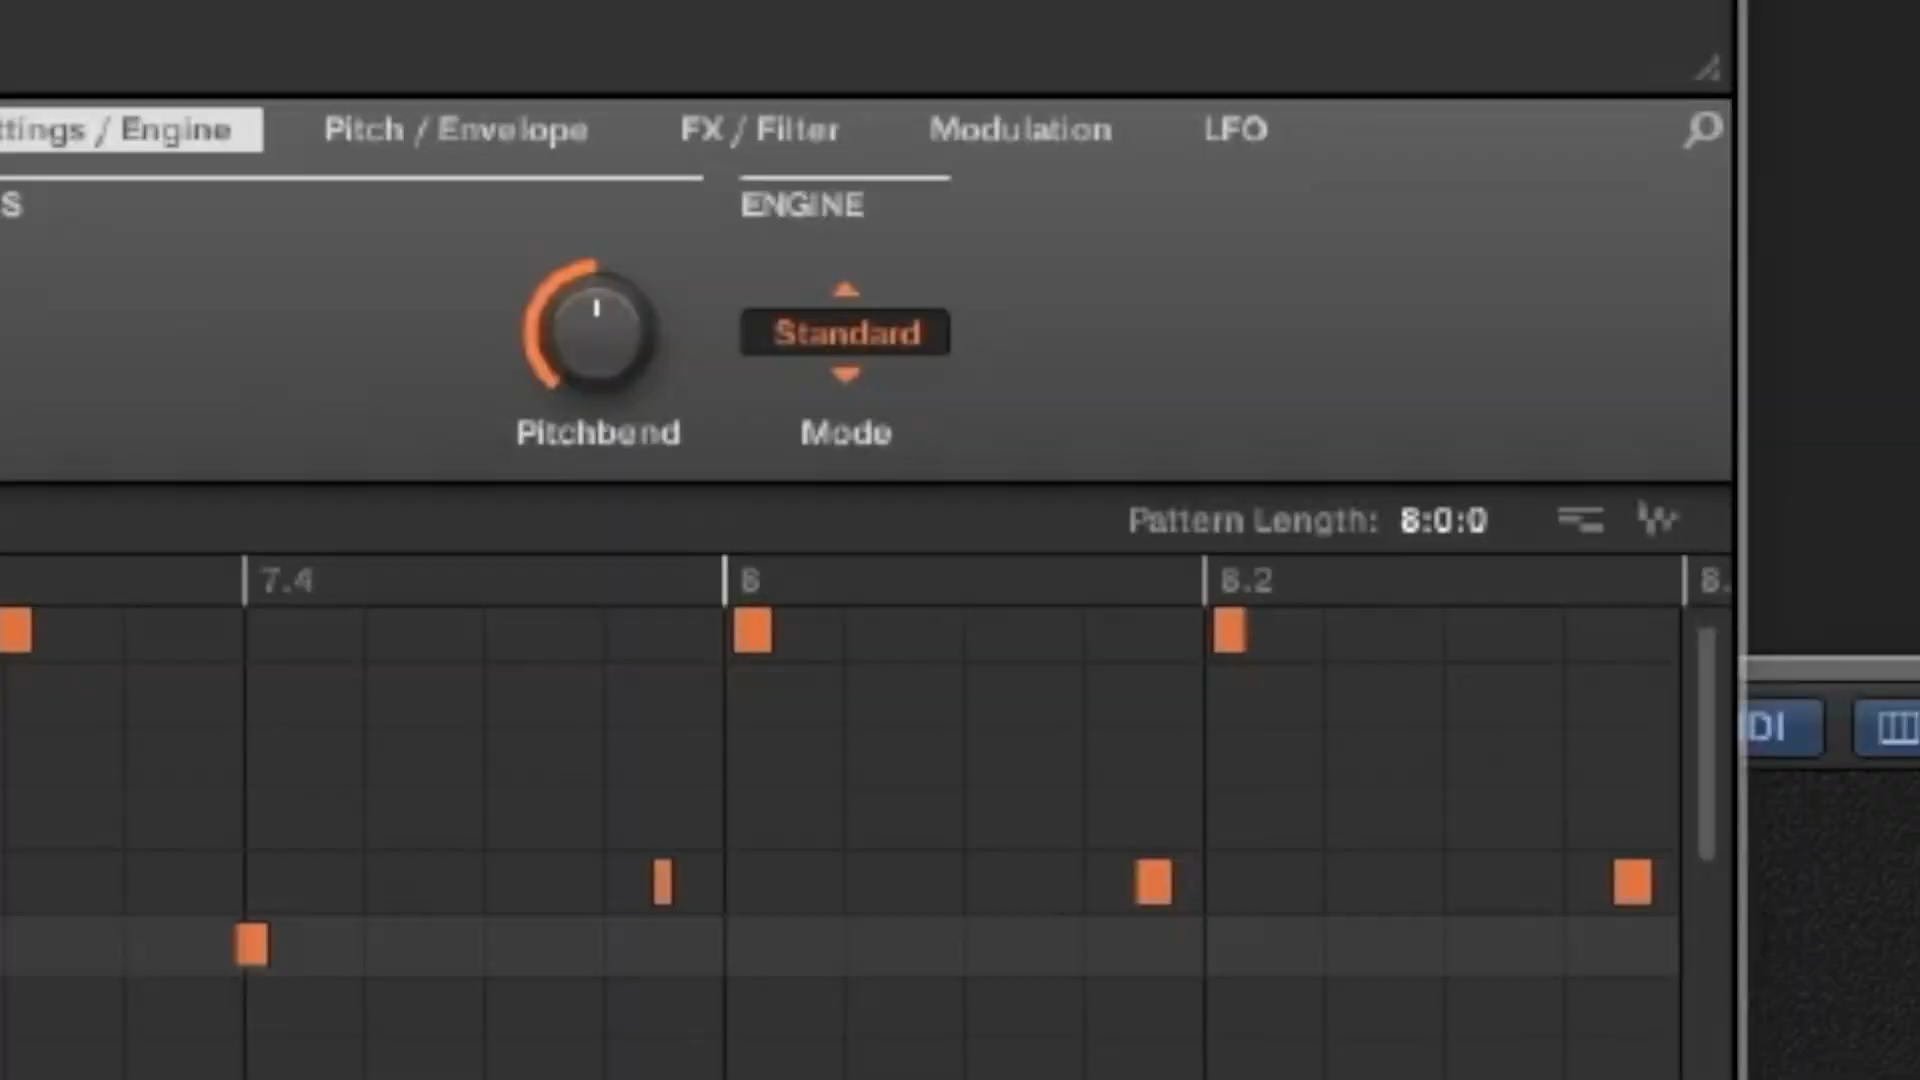 ttings / Engine Pitch / Envelope FX / Filter Modulation LFO
S ENGINE
Standard
Pitchbend Mode
Pattern Length: 8:0:0
7.4 8 8.2 8.
DI